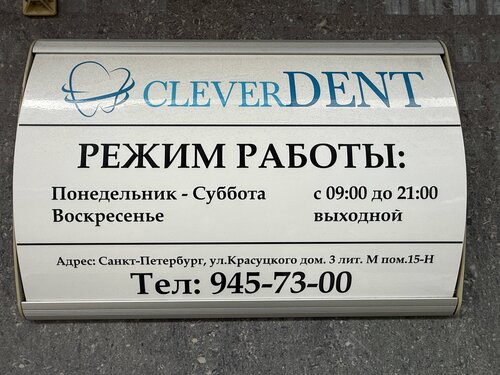 CLEVERDENT
РЕЖИМ РАБОТЫ:
Понедельник - Суббота с 09:00 до 21:00
Воскресенье выходной
Адрес: Санкт-Петербург, ул.Красуцкого дом. 3 лит. М пом.15-Н
Тел: 945-73-00